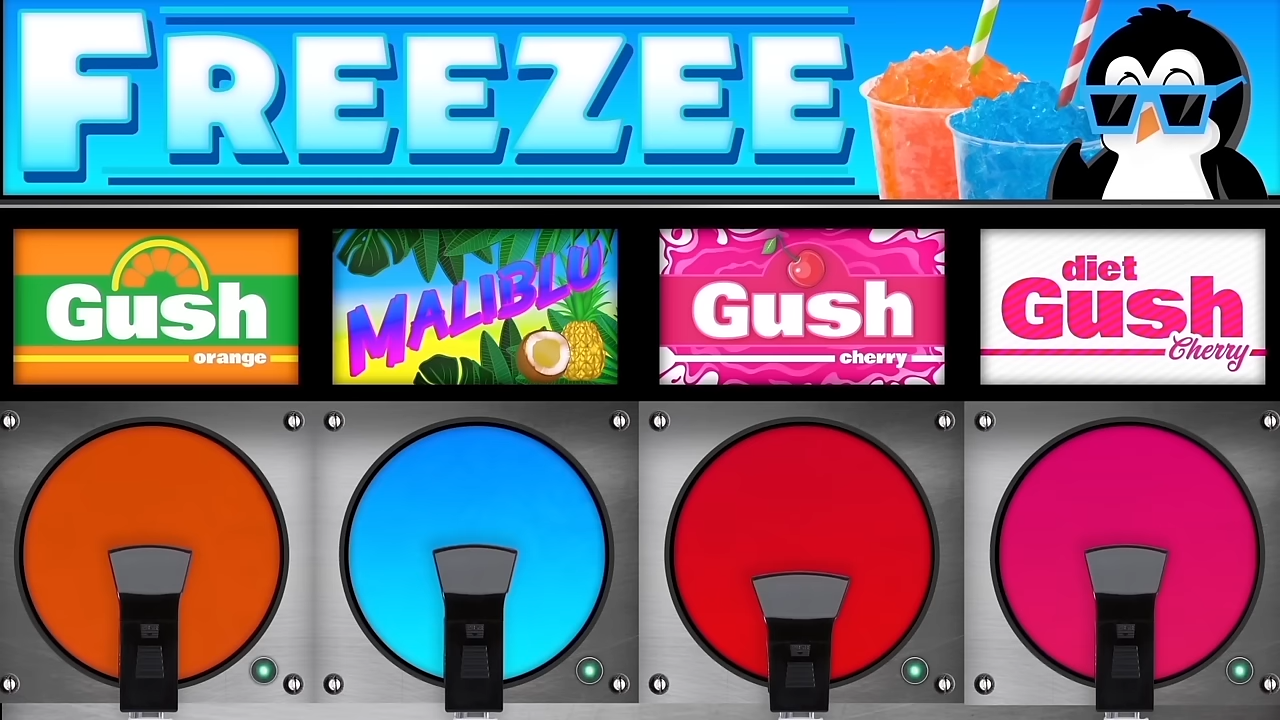 FREEZEE
Gush
orange
MALIBLU
Gush
cherry
diet
Gush
Cherry